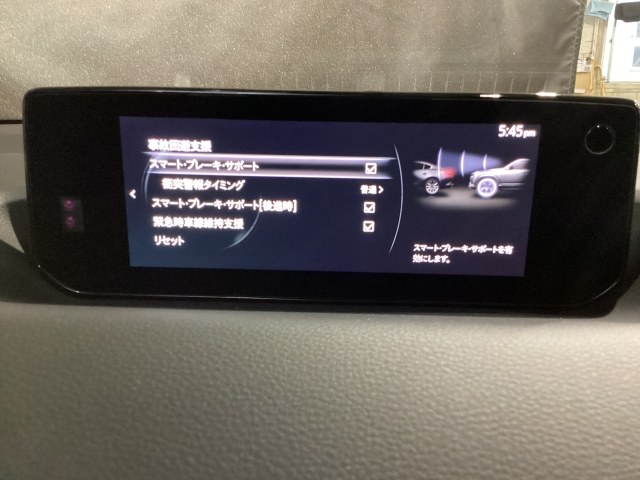 5:45pm
事故回避支援
スマート・ブレーキ・サポート
衝突警報タイミング 普通
スマート・ブレーキ・サポート[後進時]
緊急時車線維持支援
リセット
スマート・ブレーキ・サポートを有
効にします。